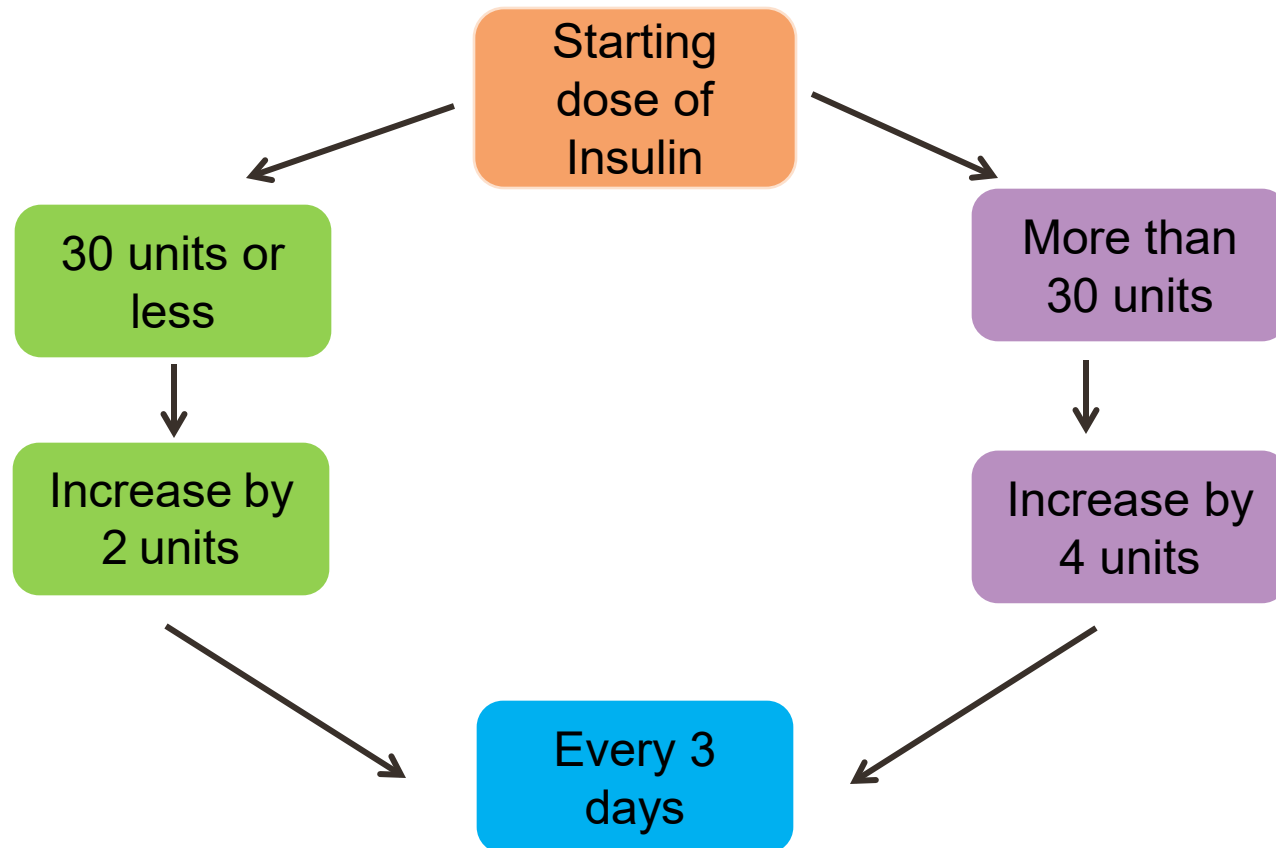 Starting
dose of
Insulin
30 units or
less
More than
30 units
Increase by
2 units
Increase by
4 units
Every 3
days